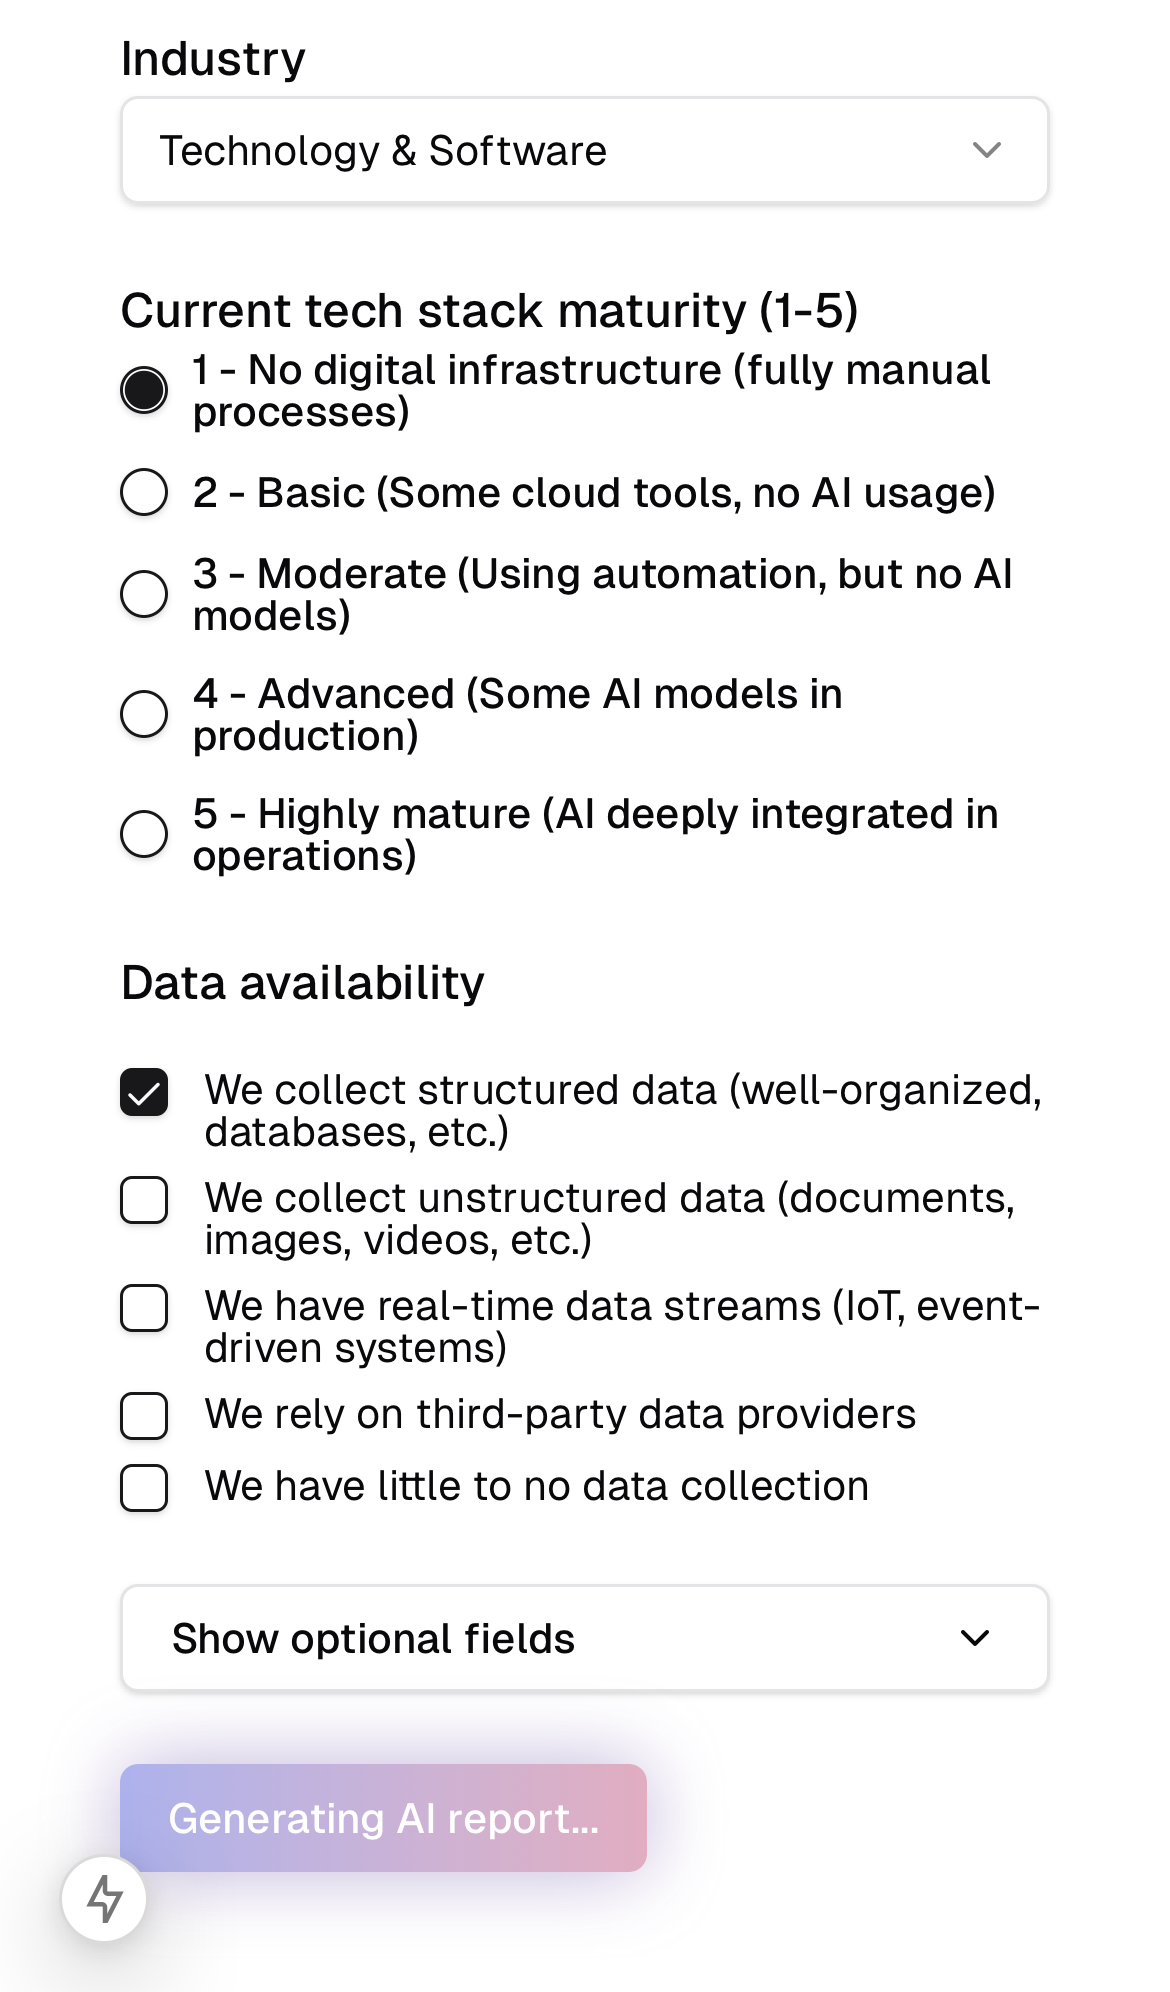 Industry
Technology & Software
Current tech stack maturity (1-5)
1 - No digital infrastructure (fully manual
processes)
2 - Basic (Some cloud tools, no AI usage)
3 - Moderate (Using automation, but no AI
models)
4 - Advanced (Some AI models in
production)
5 - Highly mature (AI deeply integrated in
operations)
Data availability
We collect structured data (well-organized,
databases, etc.)
We collect unstructured data (documents,
images, videos, etc.)
We have real-time data streams (IoT, event-
driven systems)
We rely on third-party data providers
We have little to no data collection
Show optional fields
Generating AI report...